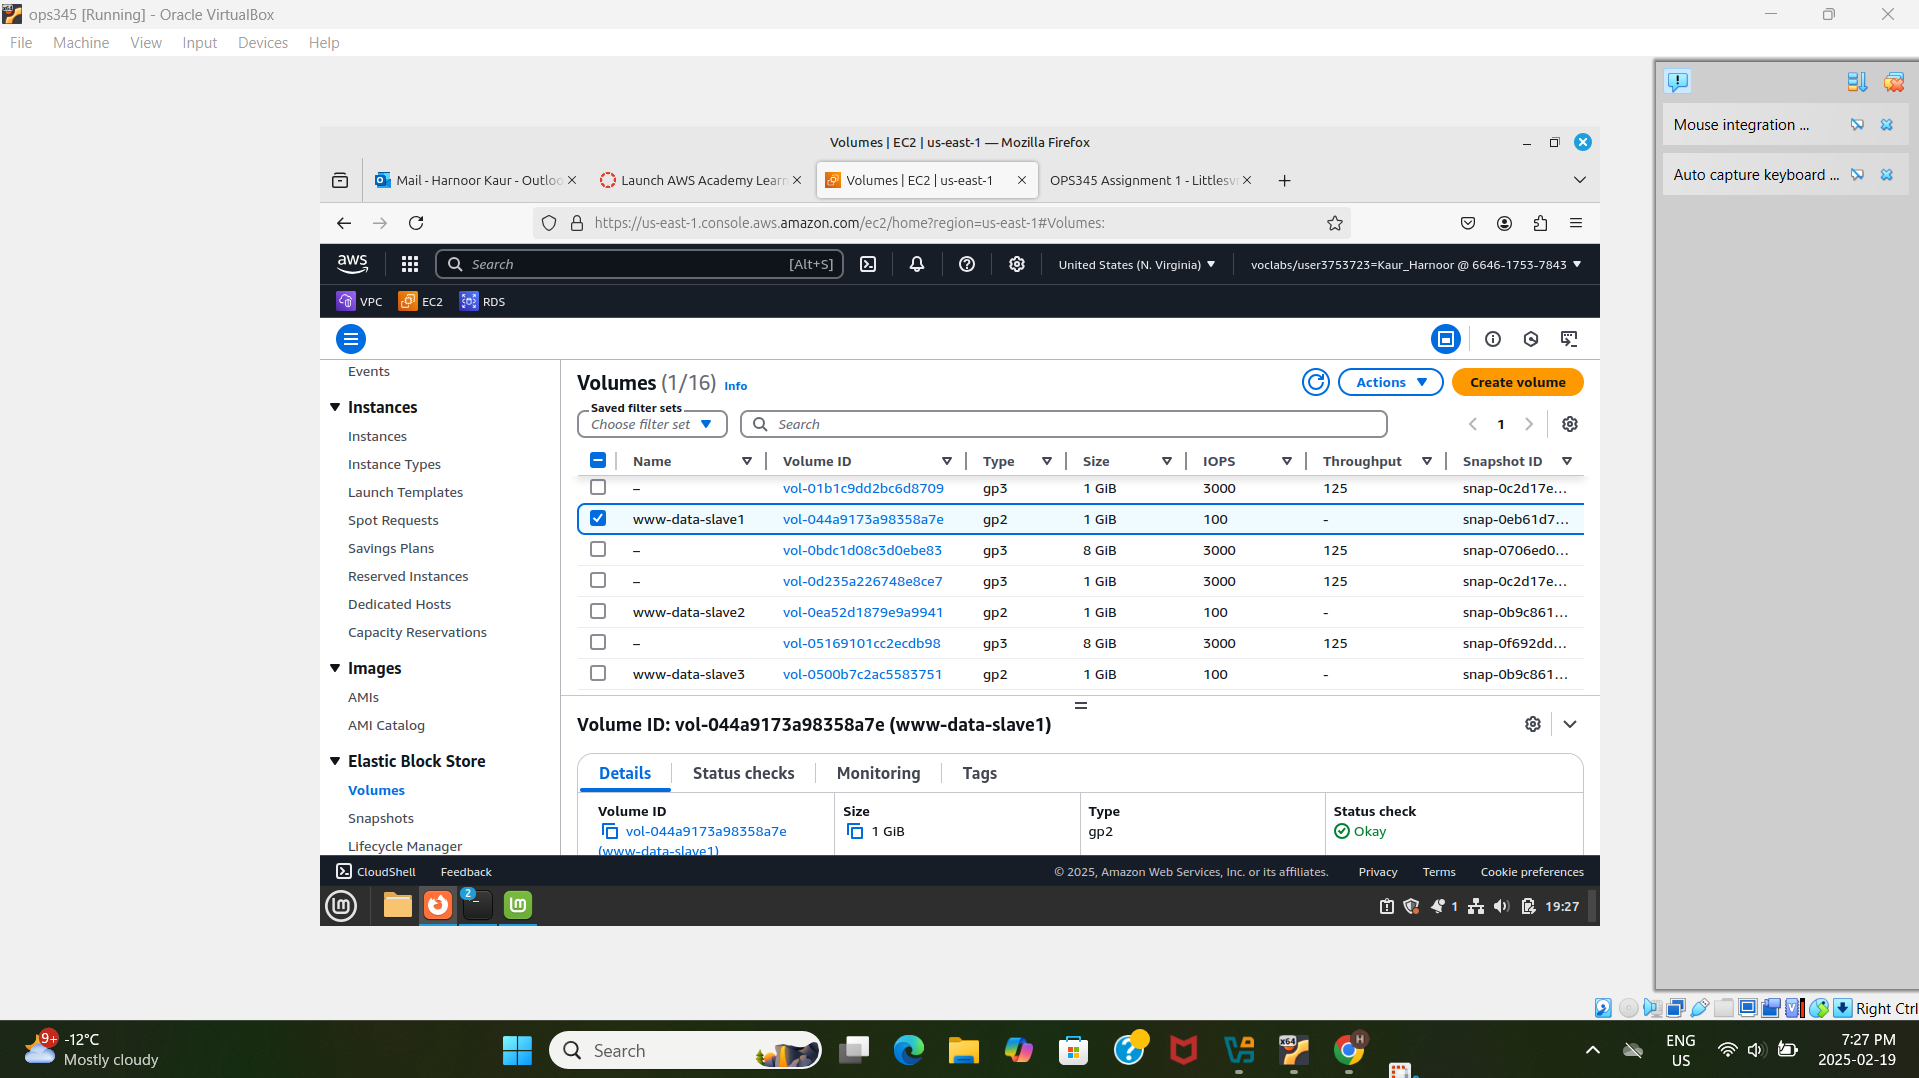 ops345 [Running] - Oracle VirtualBox
File Machine View Input Devices Help
Mouse integration ...
Auto capture keyboard ...
Volumes | EC2 | us-east-1 — Mozilla Firefox
Mail - Harnoor Kaur - Outloo
Launch AWS Academy Learn
Volumes | EC2 | us-east-1
OPS345 Assignment 1 - Littlesv
https://us-east-1.console.aws.amazon.com/ec2/home?region=us-east-1#Volumes:
aws
Search [Alt+S]
United States (N. Virginia)
voclabs/user3753723=Kaur_Harnoor @ 6646-1753-7843
VPC EC2 RDS
Events
Instances
Instances
Instance Types
Launch Templates
Spot Requests
Savings Plans
Reserved Instances
Dedicated Hosts
Capacity Reservations
Images
AMIs
AMI Catalog
Elastic Block Store
Volumes
Snapshots
Lifecycle Manager
Volumes (1/16) Info
Actions
Create volume
Saved filter sets
Choose filter set
Search
1
Name Volume ID Type Size IOPS Throughput Snapshot ID
– vol-01b1c9dd2bc6d8709 gp3 1 GiB 3000 125 snap-0c2d17e...
www-data-slave1 vol-044a9173a98358a7e gp2 1 GiB 100 - snap-0eb61d7...
– vol-0bdc1d08c3d0ebe83 gp3 8 GiB 3000 125 snap-0706ed0...
– vol-0d235a226748e8ce7 gp3 1 GiB 3000 125 snap-0c2d17e...
www-data-slave2 vol-0ea52d1879e9a9941 gp2 1 GiB 100 - snap-0b9c861...
– vol-05169101cc2ecdb98 gp3 8 GiB 3000 125 snap-0f692dd...
www-data-slave3 vol-0500b7c2ac5583751 gp2 1 GiB 100 - snap-0b9c861...
Volume ID: vol-044a9173a98358a7e (www-data-slave1)
Details Status checks Monitoring Tags
Volume ID
vol-044a9173a98358a7e
(www-data-slave1)
Size
1 GiB
Type
gp2
Status check
Okay
CloudShell Feedback
© 2025, Amazon Web Services, Inc. or its affiliates. Privacy Terms Cookie preferences
2
1 19:27
Right Ctrl
9+
-12°C
Mostly cloudy
Search
x64
H
ENG
US
7:27 PM
2025-02-19